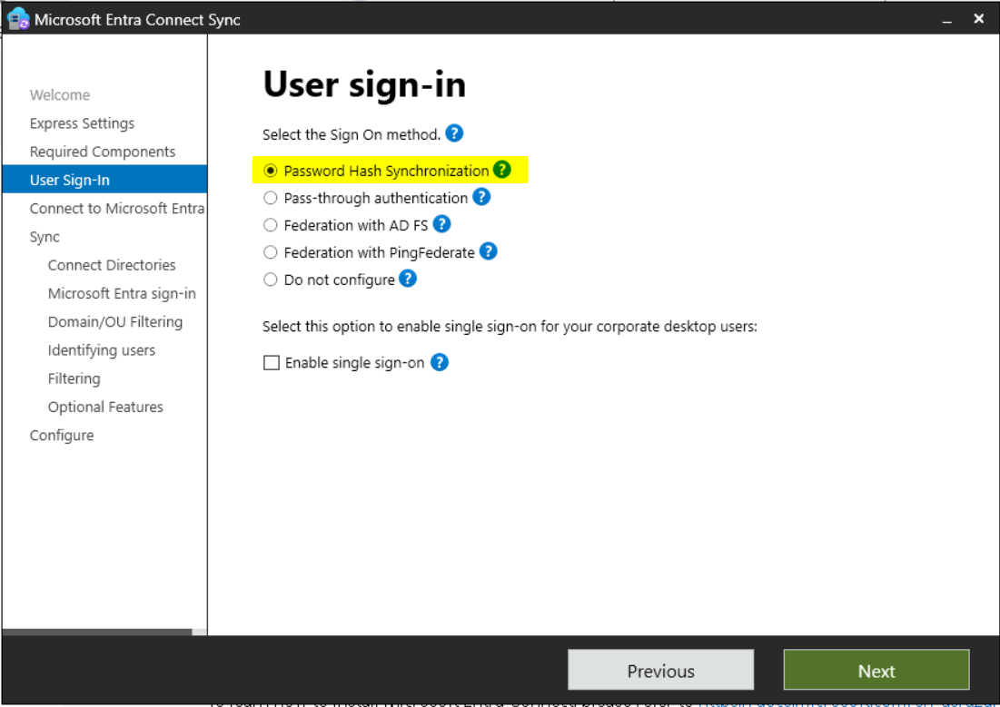 Microsoft Entra Connect Sync
Welcome
Express Settings
Required Components
User Sign-In
Connect to Microsoft Entra
Sync
Connect Directories
Microsoft Entra sign-in
Domain/OU Filtering
Identifying users
Filtering
Optional Features
Configure
User sign-in
Select the Sign On method. ?
Password Hash Synchronization ?
Pass-through authentication ?
Federation with AD FS ?
Federation with PingFederate ?
Do not configure ?
Select this option to enable single sign-on for your corporate desktop users:
Enable single sign-on ?
Previous
Next